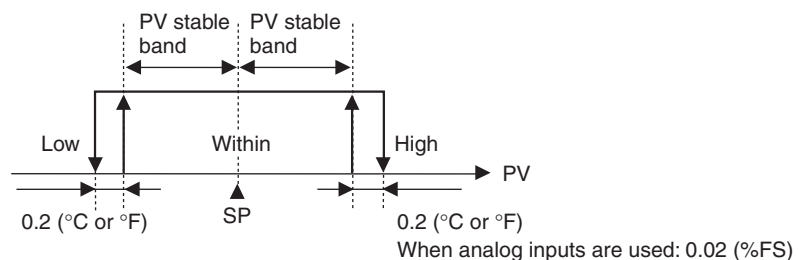 PV stable
band
PV stable
band
Low
Within
High
PV
SP
0.2 (°C or °F)
0.2 (°C or °F)
When analog inputs are used: 0.02 (%FS)